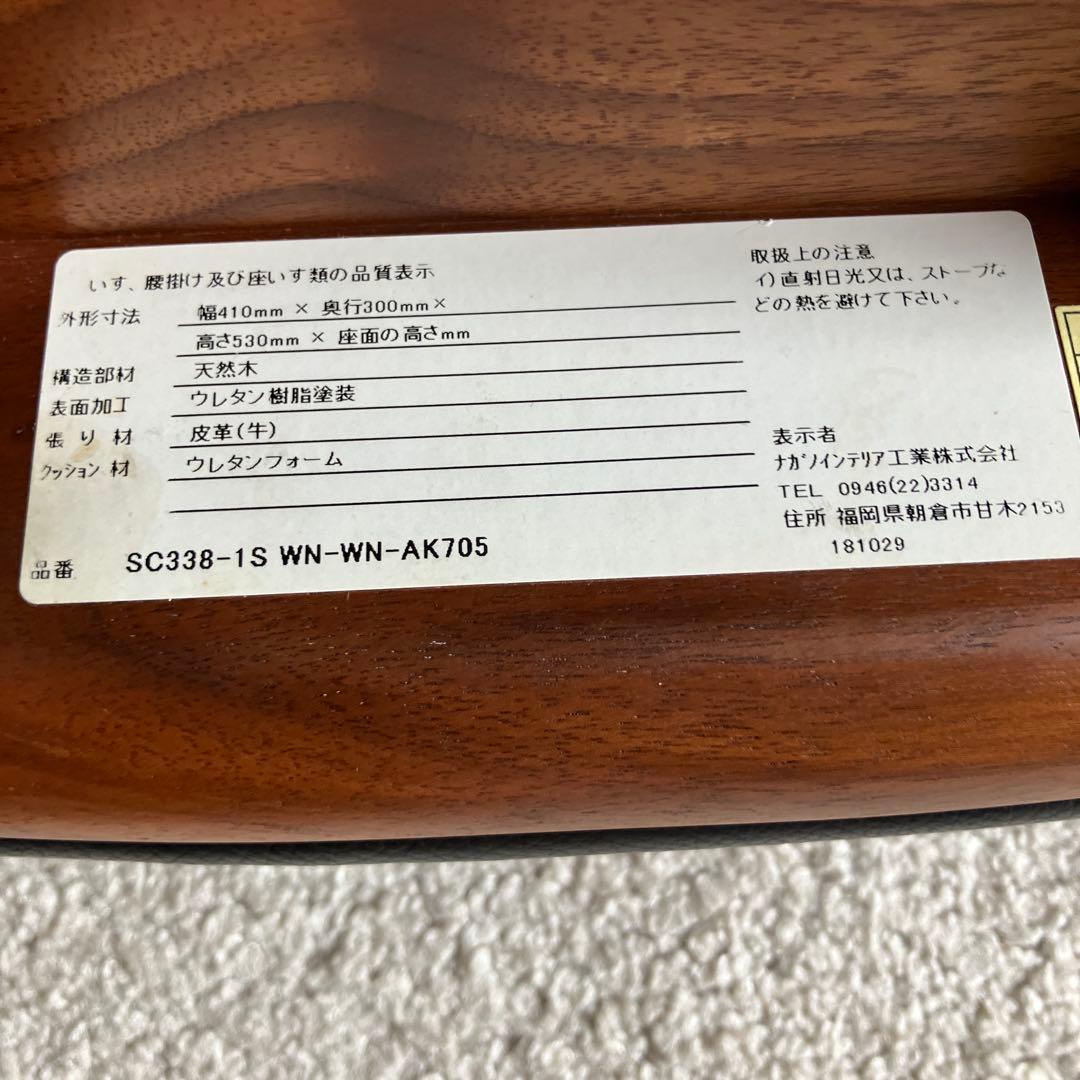 いす、腰掛け及び座いす類の品質表示
外形寸法 幅410mm × 奥行300mm×
高さ530mm × 座面の高さmm
構造部材 天然木
表面加工 ウレタン樹脂塗装
張り材 皮革(牛)
クッション材 ウレタンフォーム
品番 SC338-1S WN-WN-AK705
取扱上の注意
イ)直射日光又は、ストーブな
どの熱を避けて下さい。
表示者
ナガノインテリア工業株式会社
TEL 0946(22)3314
住所 福岡県朝倉市甘木2153
181029